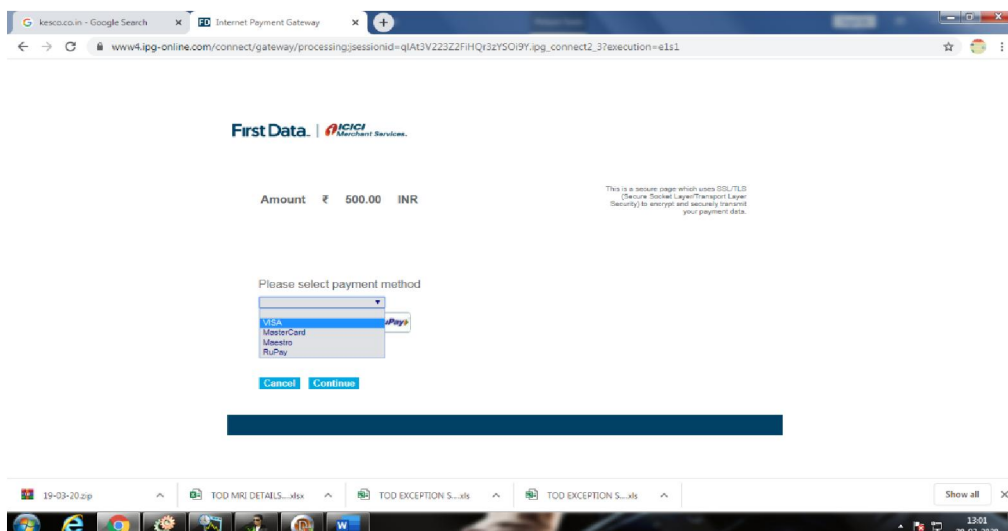 kesco.co.in - Google Search
Internet Payment Gateway
www4.ipg-online.com/connect/gateway/processing;jsessionid=qlAt3V223Z2FiHQr3zYSOi9Y.ipg_connect2_3?execution=e1s1
First Data. | ICICI Merchant Services.
Amount ₹ 500.00 INR
This is a secure page which uses SSL/TLS
(Secure Socket Layer/Transport Layer
Security) to encrypt and securely transmit
your payment data.
Please select payment method
VISA
MasterCard
Maestro
RuPay
Cancel Continue
19-03-20.zip
TOD MRI DETAILS....xlsx
TOD EXCEPTION S....xls
TOD EXCEPTION S....xls
Show all
13:01